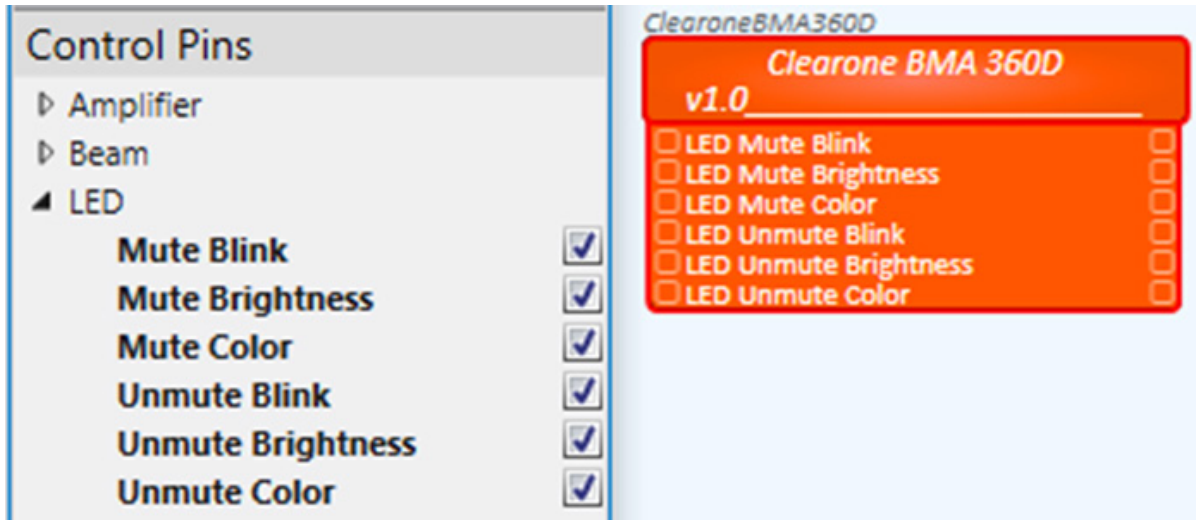 Control Pins
Amplifier
Beam
LED
Mute Blink
Mute Brightness
Mute Color
Unmute Blink
Unmute Brightness
Unmute Color
ClearoneBMA360D
Clearone BMA 360D
v1.0
LED Mute Blink
LED Mute Brightness
LED Mute Color
LED Unmute Blink
LED Unmute Brightness
LED Unmute Color